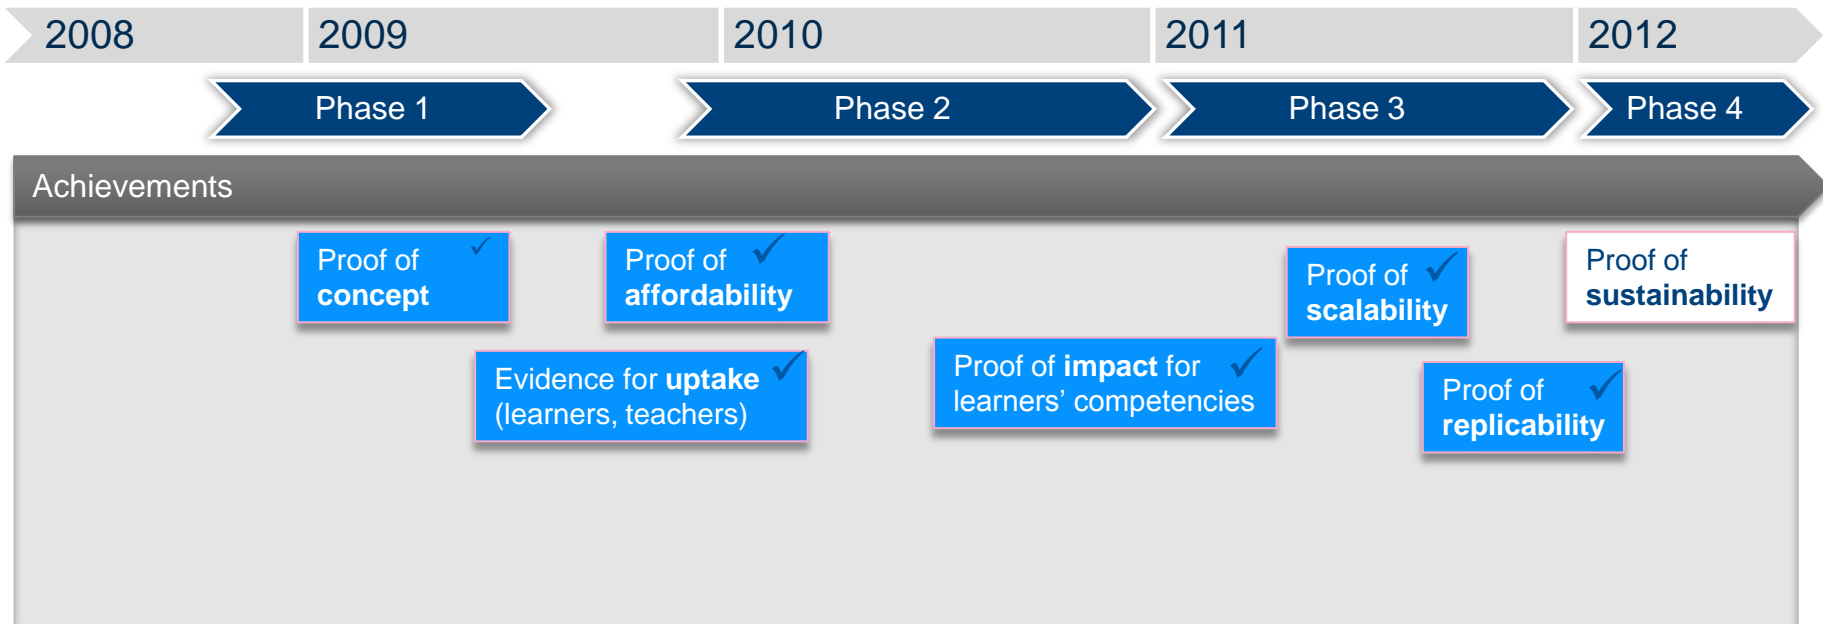 2008 2009 2010 2011 2012
Phase 1 Phase 2 Phase 3 Phase 4
Achievements
Proof of
concept
Proof of
affordability
Proof of
scalability
Proof of
sustainability
Evidence for uptake
(learners, teachers)
Proof of impact for
learners’ competencies
Proof of
replicability